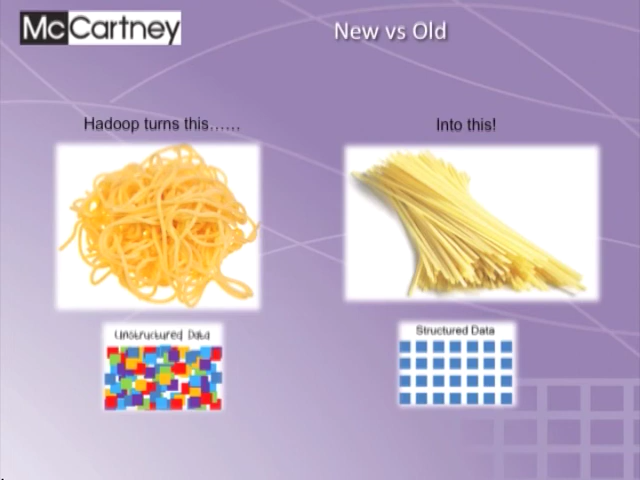 McCartney
New vs Old
Hadoop turns this......
Into this!
Unstructured Data
Structured Data